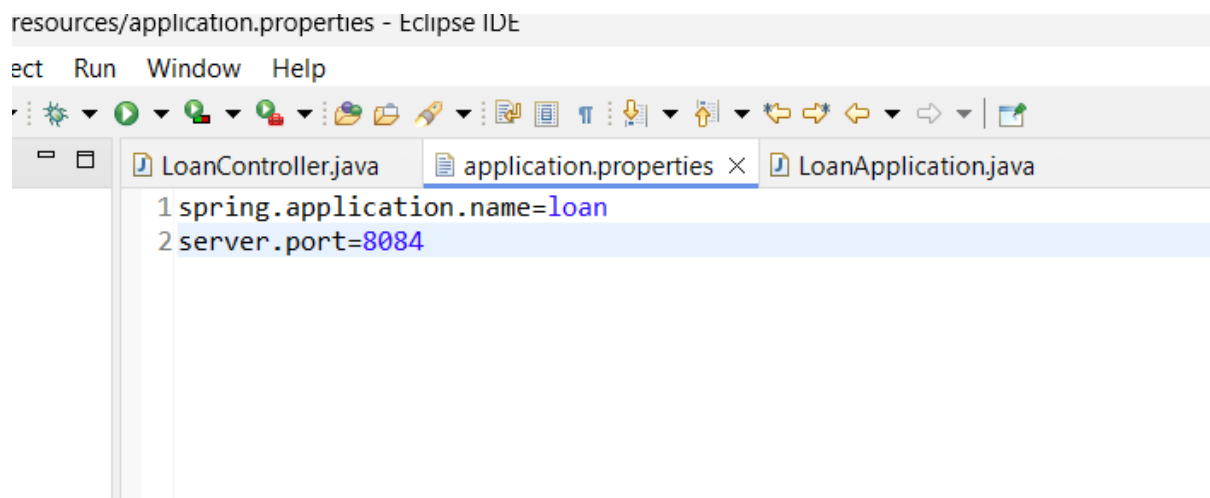 resources/application.properties - Eclipse IDE
ect Run Window Help
LoanController.java application.properties LoanApplication.java
1 spring.application.name=loan
2 server.port=8084